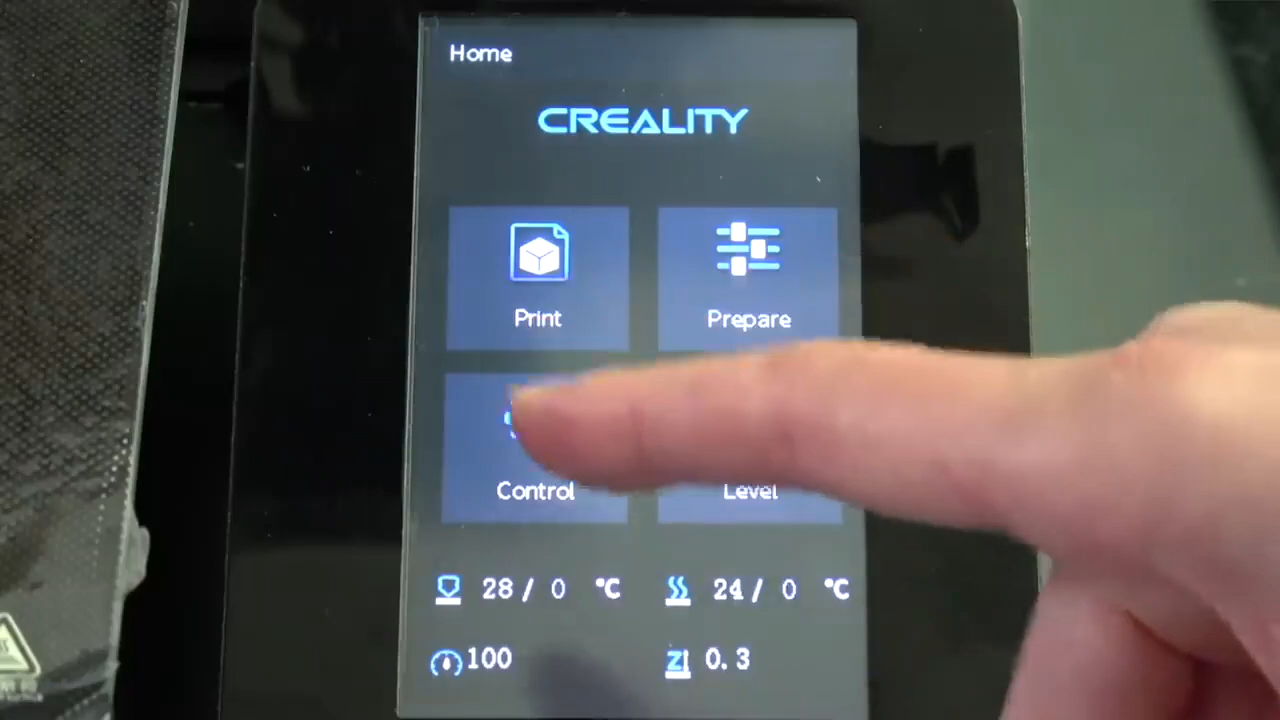 Home
CREALITY
Print Prepare
Control Level
28 / 0 °C 24 / 0 °C
100 Z 0.3